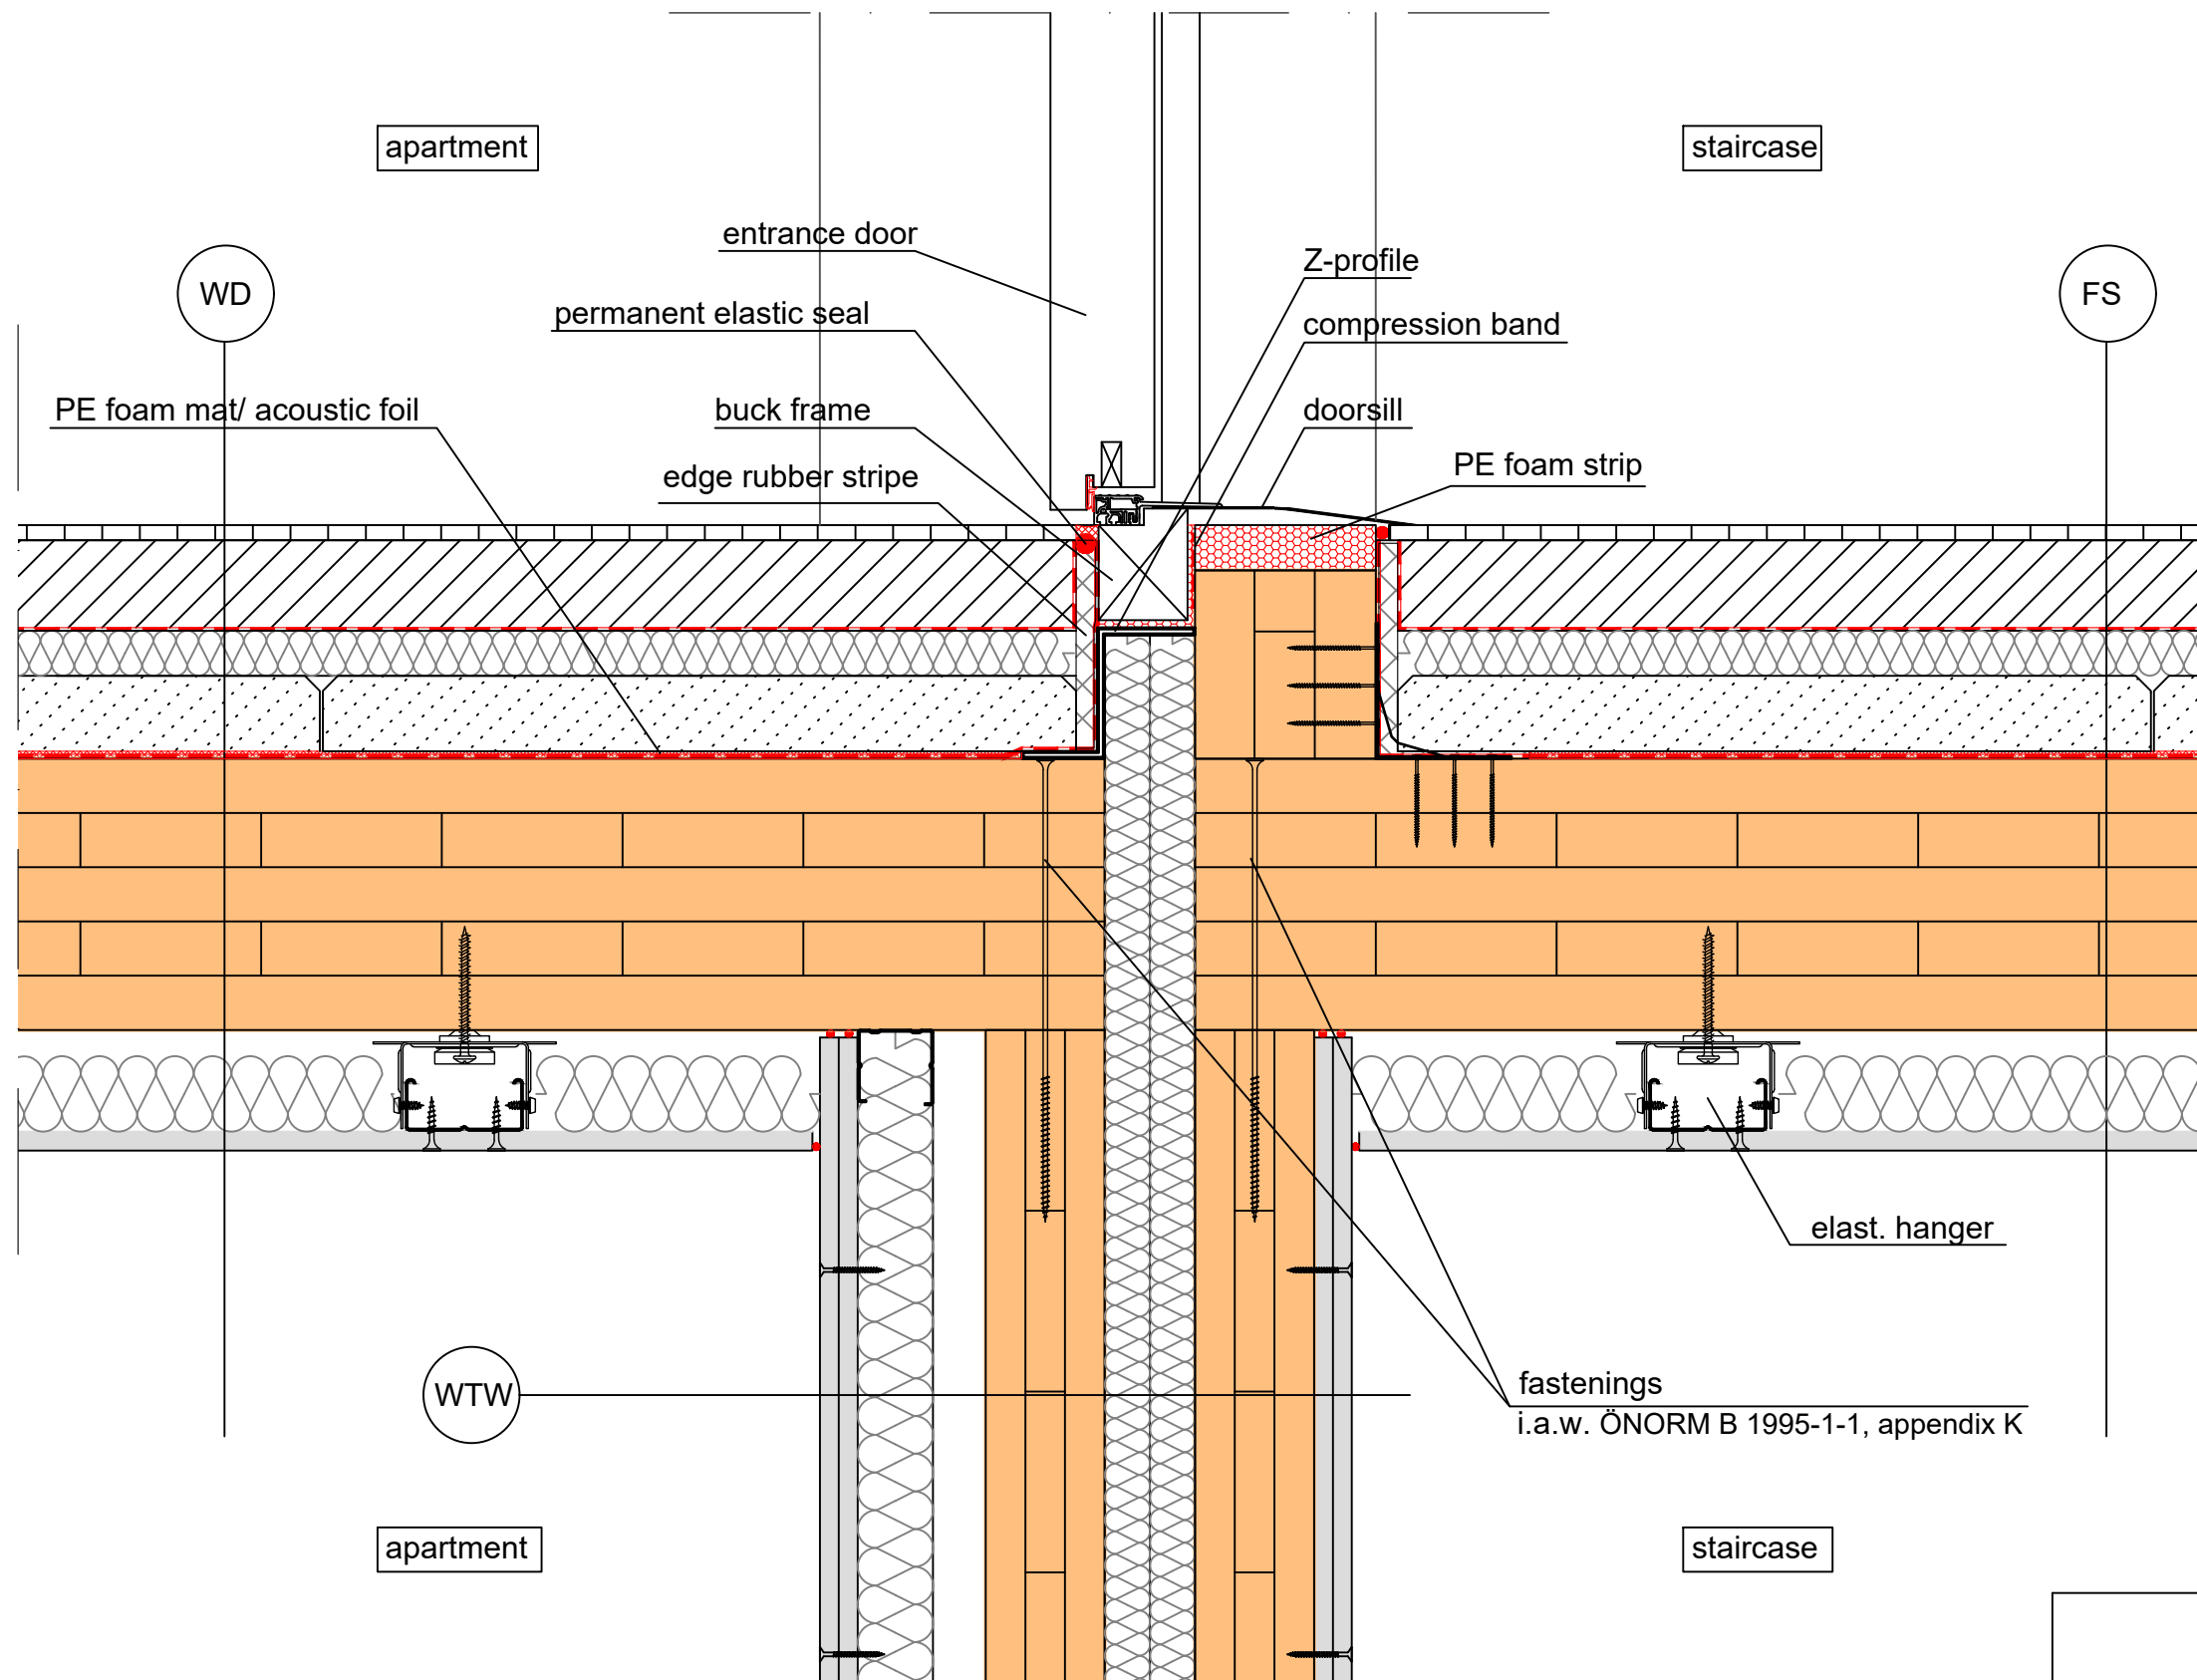 apartment
staircase
entrance door
Z-profile
WD
FS
permanent elastic seal
compression band
PE foam mat/ acoustic foil
buck frame
doorsill
edge rubber stripe
PE foam strip
elast. hanger
WTW
fastenings
i.a.w. ÖNORM B 1995-1-1, appendix K
apartment
staircase